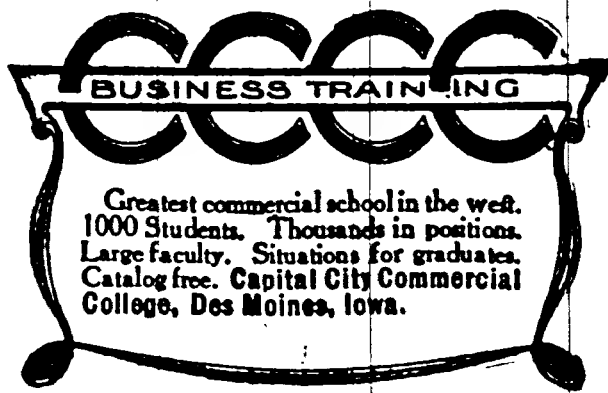 CCCC
BUSINESS TRAINING
Greatest commercial school in the west.
1000 Students. Thousands in positions.
Large faculty. Situations for graduates.
Catalog free. Capital City Commercial
College, Des Moines, Iowa.